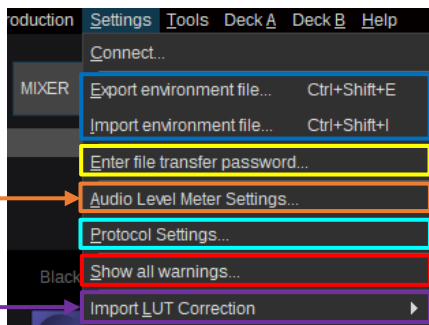 roduction Settings Tools Deck A Deck B Help
Connect...
MIXER
Export environment file... Ctrl+Shift+E
Import environment file... Ctrl+Shift+I
Enter file transfer password...
Audio Level Meter Settings...
Protocol Settings...
Black
Show all warnings...
Import LUT Correction